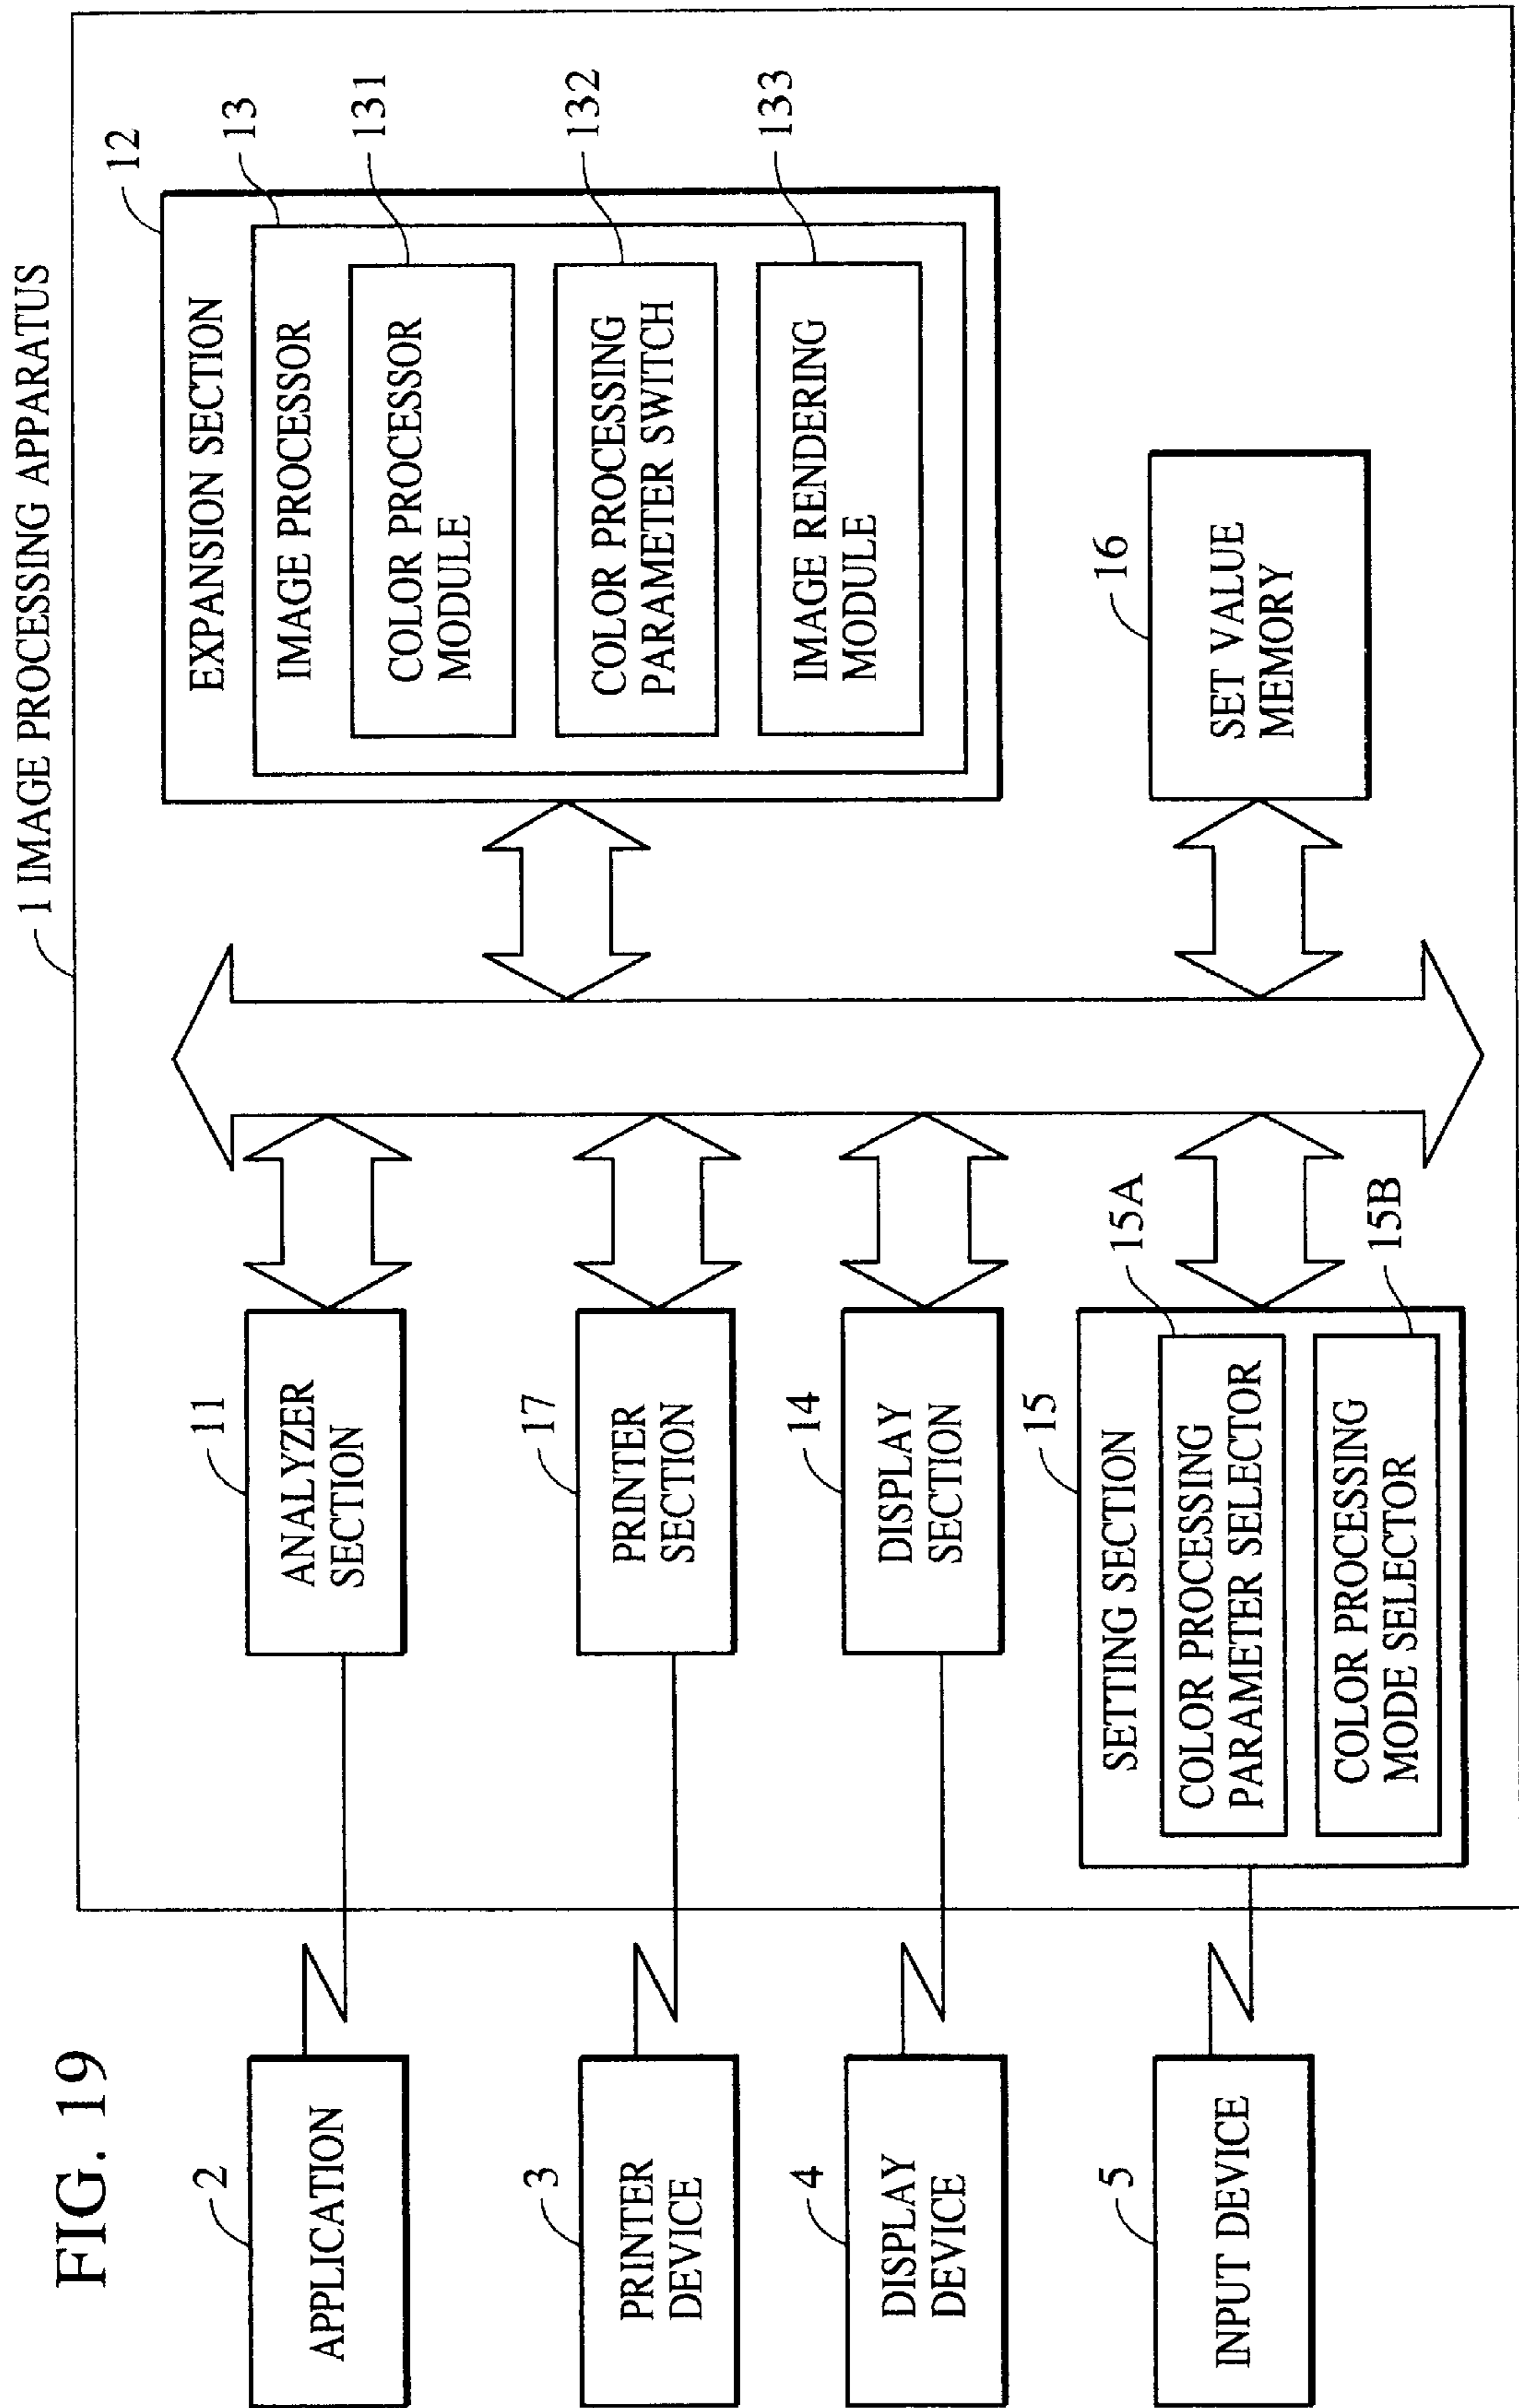 FIG. 19
1 IMAGE PROCESSING APPARATUS
2
APPLICATION
3
PRINTER
DEVICE
4
DISPLAY
DEVICE
5
INPUT DEVICE
11
ANALYZER
SECTION
17
PRINTER
SECTION
14
DISPLAY
SECTION
15
SETTING SECTION
15A
COLOR PROCESSING
PARAMETER SELECTOR
15B
COLOR PROCESSING
MODE SELECTOR
12
EXPANSION SECTION
13
IMAGE PROCESSOR
131
COLOR PROCESSOR
MODULE
132
COLOR PROCESSING
PARAMETER SWITCH
133
IMAGE RENDERING
MODULE
16
SET VALUE
MEMORY